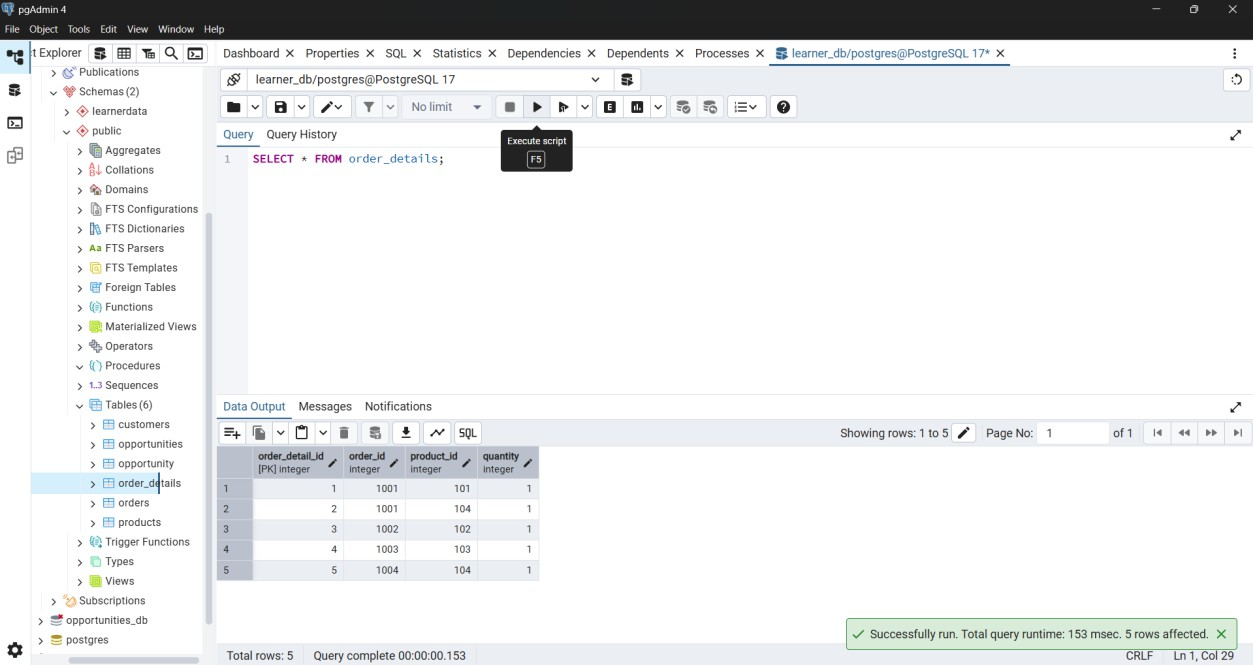 pgAdmin 4
File Object Tools Edit View Window Help
t Explorer
Dashboard Properties SQL Statistics Dependencies Dependents Processes learner_db/postgres@PostgreSQL 17*
Publications
Schemas (2)
learnerdata
public
Aggregates
Collations
Domains
FTS Configurations
FTS Dictionaries
Aa FTS Parsers
FTS Templates
Foreign Tables
Functions
Materialized Views
Operators
Procedures
1..3 Sequences
Tables (6)
customers
opportunities
opportunity
order_details
orders
products
Trigger Functions
Types
Views
Subscriptions
opportunities_db
postgres
learner_db/postgres@PostgreSQL 17
No limit
E
Query Query History
Execute script
F5
1 SELECT * FROM order_details;
Data Output Messages Notifications
SQL
Showing rows: 1 to 5 Page No: 1 of 1
order_detail_id order_id product_id quantity
[PK] integer integer integer integer
1 1 1001 101 1
2 2 1001 104 1
3 3 1002 102 1
4 4 1003 103 1
5 5 1004 104 1
Successfully run. Total query runtime: 153 msec. 5 rows affected.
Total rows: 5 Query complete 00:00:00.153 CRLF Ln 1, Col 29